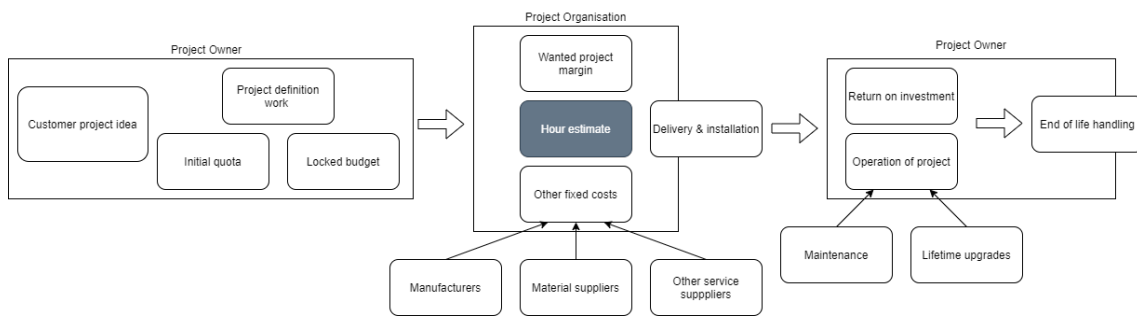 Project Owner
Customer project idea
Project definition
work
Initial quota
Locked budget
Project Organisation
Wanted project
margin
Hour estimate
Other fixed costs
Delivery & installation
Manufacturers
Material suppliers
Other service
supppliers
Project Owner
Return on investment
Operation of project
End of life handling
Maintenance
Lifetime upgrades